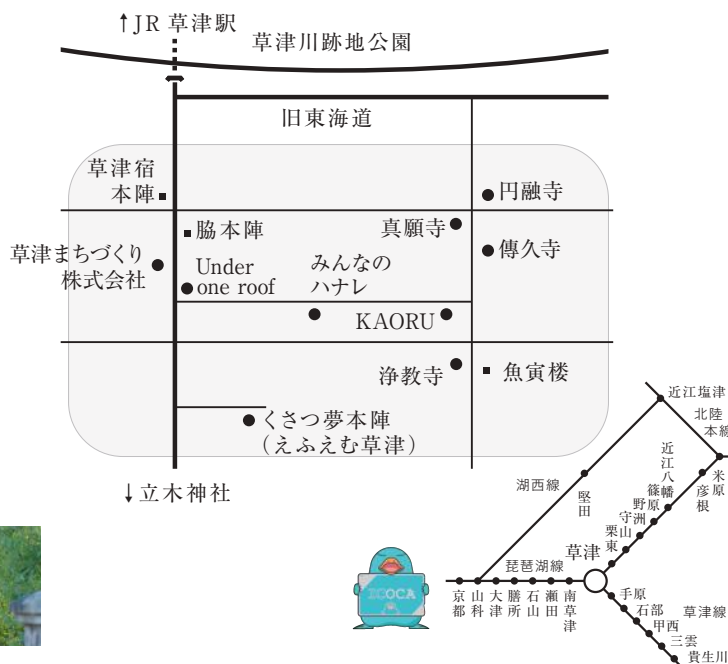 ↑JR 草津駅
草津川跡地公園
旧東海道
草津宿
本陣
円融寺
脇本陣
真願寺
傳久寺
草津まちづくり
株式会社
Under
one roof
みんなの
ハナレ
KAORU
浄教寺
魚寅楼
くさつ夢本陣
（えふえむ草津）
↓立木神社
近江塩津
北陸
本線
米原
彦根
近江八幡
篠原
野洲
守山
栗東
湖西線
堅田
草津
琵琶湖線
京都
山科
大津
膳所
石山
瀬田
南草津
手原
石部
甲西
三雲
貴生川
草津線
ICOCA